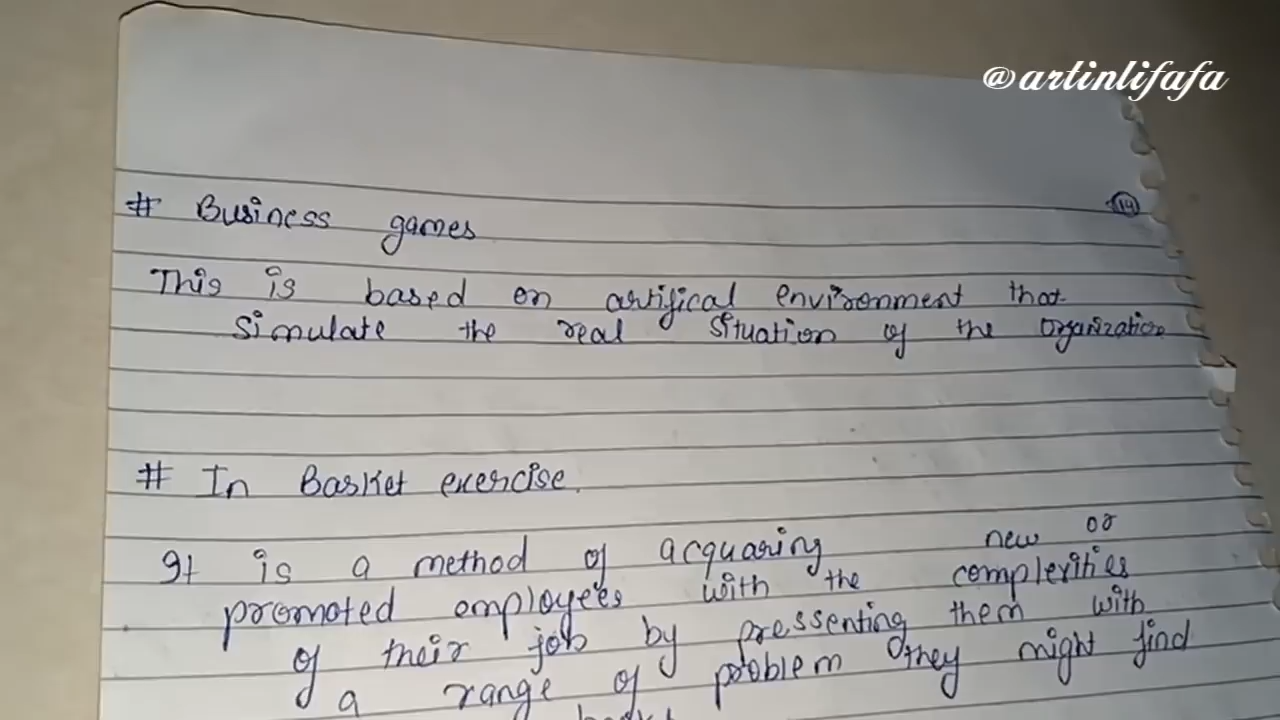 @artinlifafa
14
# Business games
This is based on artifical environment that
simulate the real situation of the Organization
# In Basket exercise.
It is a method of acquaring new or
promoted employees with the complexities
of their job by pressenting them with
a range of problem they might find